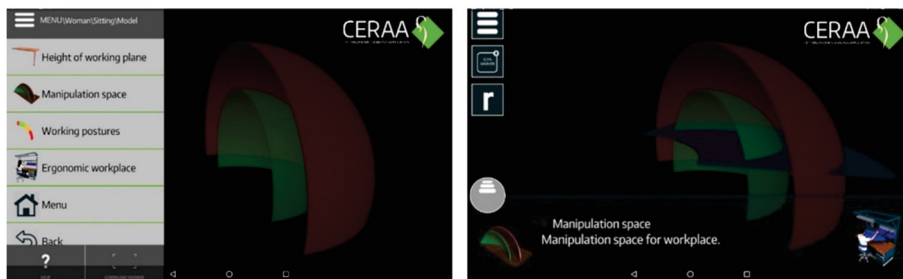 MENU\Woman\Sitting\Model
Height of working plane
Manipulation space
Working postures
Ergonomic workplace
Menu
Back
?
CERAA
CERAA
r
Manipulation space
Manipulation space for workplace.